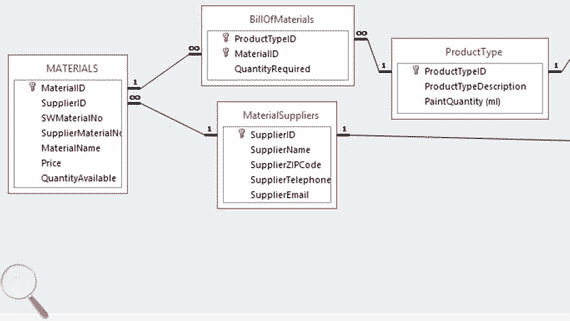 MATERIALS
MaterialID
SupplierID
SWMaterialNo
SupplierMaterialNo
MaterialName
Price
QuantityAvailable
BillOfMaterials
ProductTypeID
MaterialID
QuantityRequired
MaterialSuppliers
SupplierID
SupplierName
SupplierZIPCode
SupplierTelephone
SupplierEmail
ProductType
ProductTypeID
ProductTypeDescription
PaintQuantity (ml)
1
∞
∞
1
∞
1
1
1